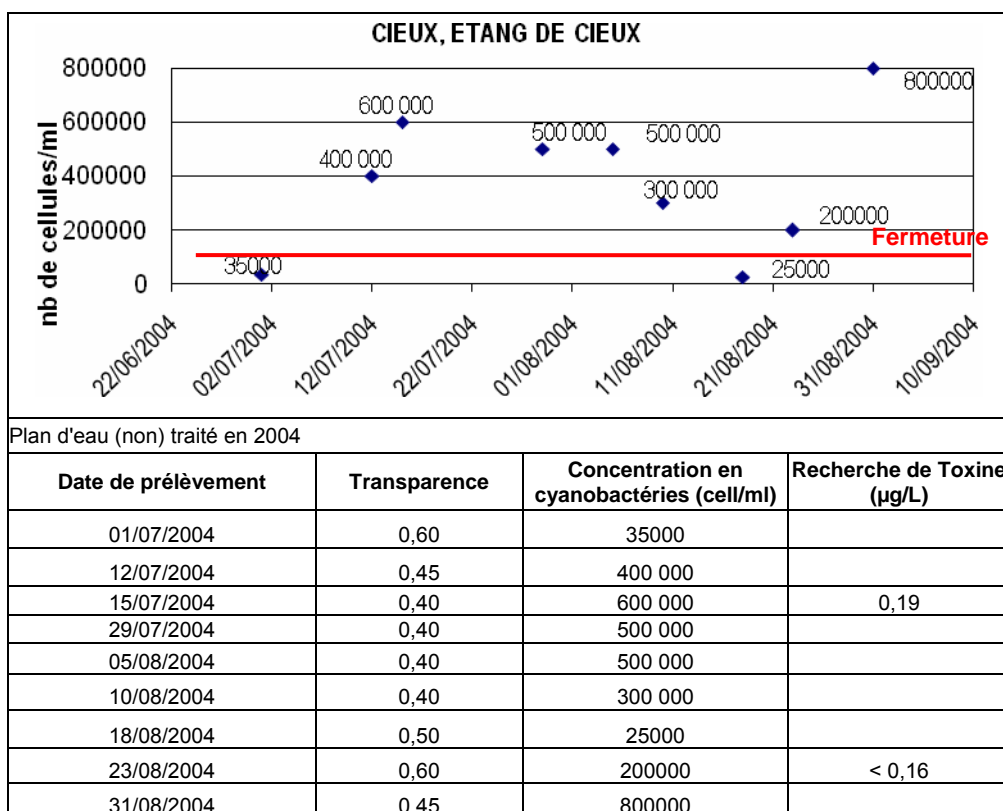 CIEUX, ETANG DE CIEUX
nb de cellules/ml
800000
600000
400000
200000
0
35000
400 000
600 000
500 000
500 000
300 000
25000
200000
800000
Fermeture
22/06/2004
02/07/2004
12/07/2004
22/07/2004
01/08/2004
11/08/2004
21/08/2004
31/08/2004
10/09/2004
Plan d'eau (non) traité en 2004
Date de prélèvement Transparence Concentration en cyanobactéries (cell/ml) Recherche de Toxine (µg/L)
01/07/2004 0,60 35000
12/07/2004 0,45 400 000
15/07/2004 0,40 600 000 0,19
29/07/2004 0,40 500 000
05/08/2004 0,40 500 000
10/08/2004 0,40 300 000
18/08/2004 0,50 25000
23/08/2004 0,60 200000 < 0,16
31/08/2004 0,45 800000